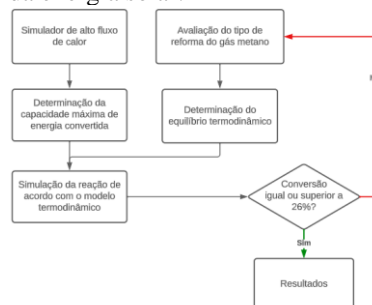 Simulador de alto fluxo
de calor
Avaliação do tipo de
reforma do gás metano
Determinação da
capacidade máxima de
energia convertida
Determinação do
equilíbrio termodinâmico
Simulação da reação de
acordo com o modelo
termodinâmico
Conversão
igual ou superior a
26%?
Sim
Resultados